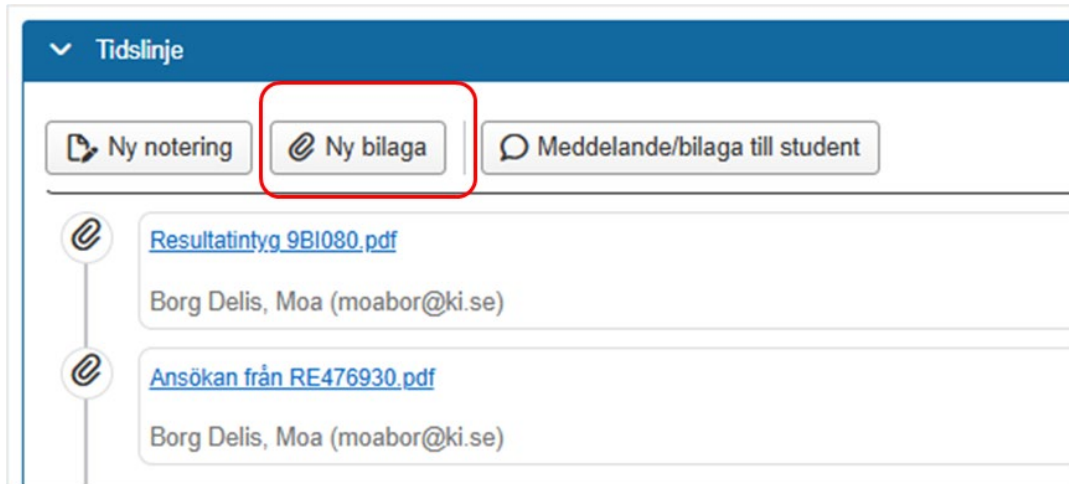 Tidslinje
Ny notering Ny bilaga Meddelande/bilaga till student
Resultatintyg 9BI080.pdf
Borg Delis, Moa (moabor@ki.se)
Ansökan från RE476930.pdf
Borg Delis, Moa (moabor@ki.se)